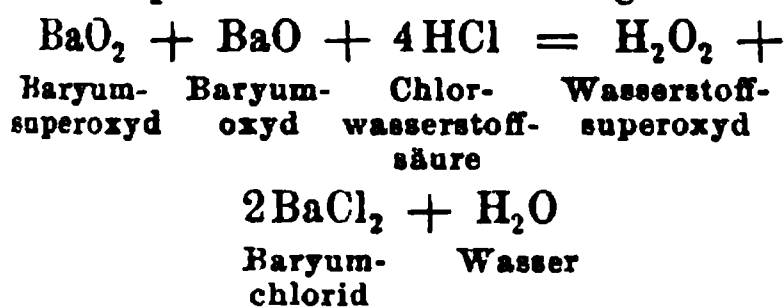 BaO₂ + BaO + 4HCl = H₂O₂ +
Baryum- Baryum- Chlor- Wasserstoff-
superoxyd oxyd wasserstoff- superoxyd
säure
2BaCl₂ + H₂O
Baryum- Wasser
chlorid